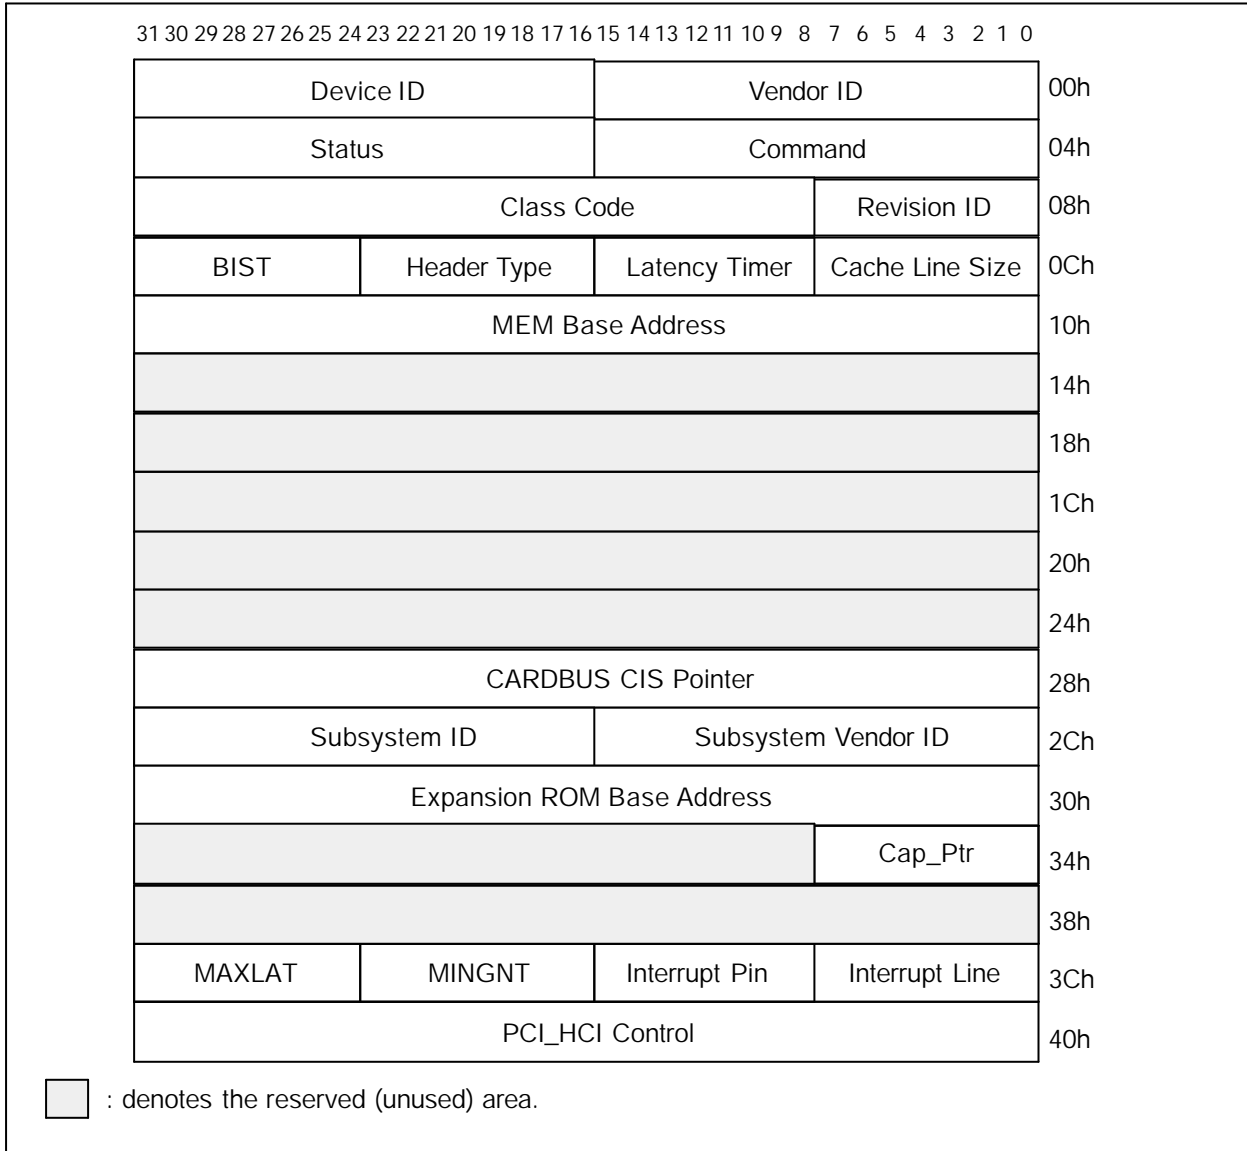 31 30 29 28 27 26 25 24 23 22 21 20 19 18 17 16 15 14 13 12 11 10 9 8 7 6 5 4 3 2 1 0
Device ID Vendor ID 00h
Status Command 04h
Class Code Revision ID 08h
BIST Header Type Latency Timer Cache Line Size 0Ch
MEM Base Address 10h
14h
18h
1Ch
20h
24h
CARDBUS CIS Pointer 28h
Subsystem ID Subsystem Vendor ID 2Ch
Expansion ROM Base Address 30h
Cap_Ptr 34h
38h
MAXLAT MINGNT Interrupt Pin Interrupt Line 3Ch
PCI_HCI Control 40h
: denotes the reserved (unused) area.